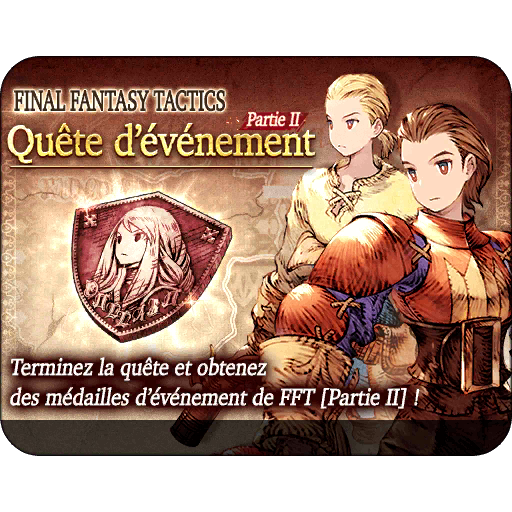 FINAL FANTASY TACTICS
Partie II
Quête d'événement
Terminez la quête et obtenez
des médailles d'événement de FFT [Partie II] !